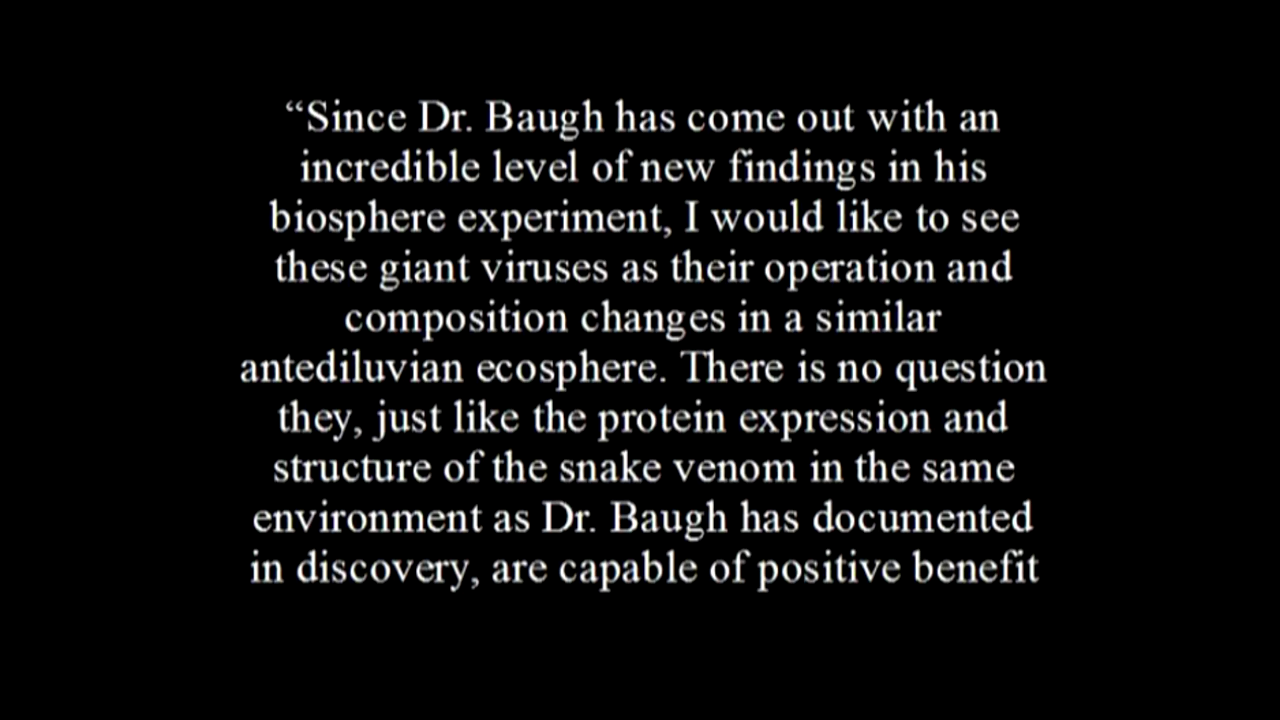 “Since Dr. Baugh has come out with an
incredible level of new findings in his
biosphere experiment, I would like to see
these giant viruses as their operation and
composition changes in a similar
antediluvian ecosphere. There is no question
they, just like the protein expression and
structure of the snake venom in the same
environment as Dr. Baugh has documented
in discovery, are capable of positive benefit